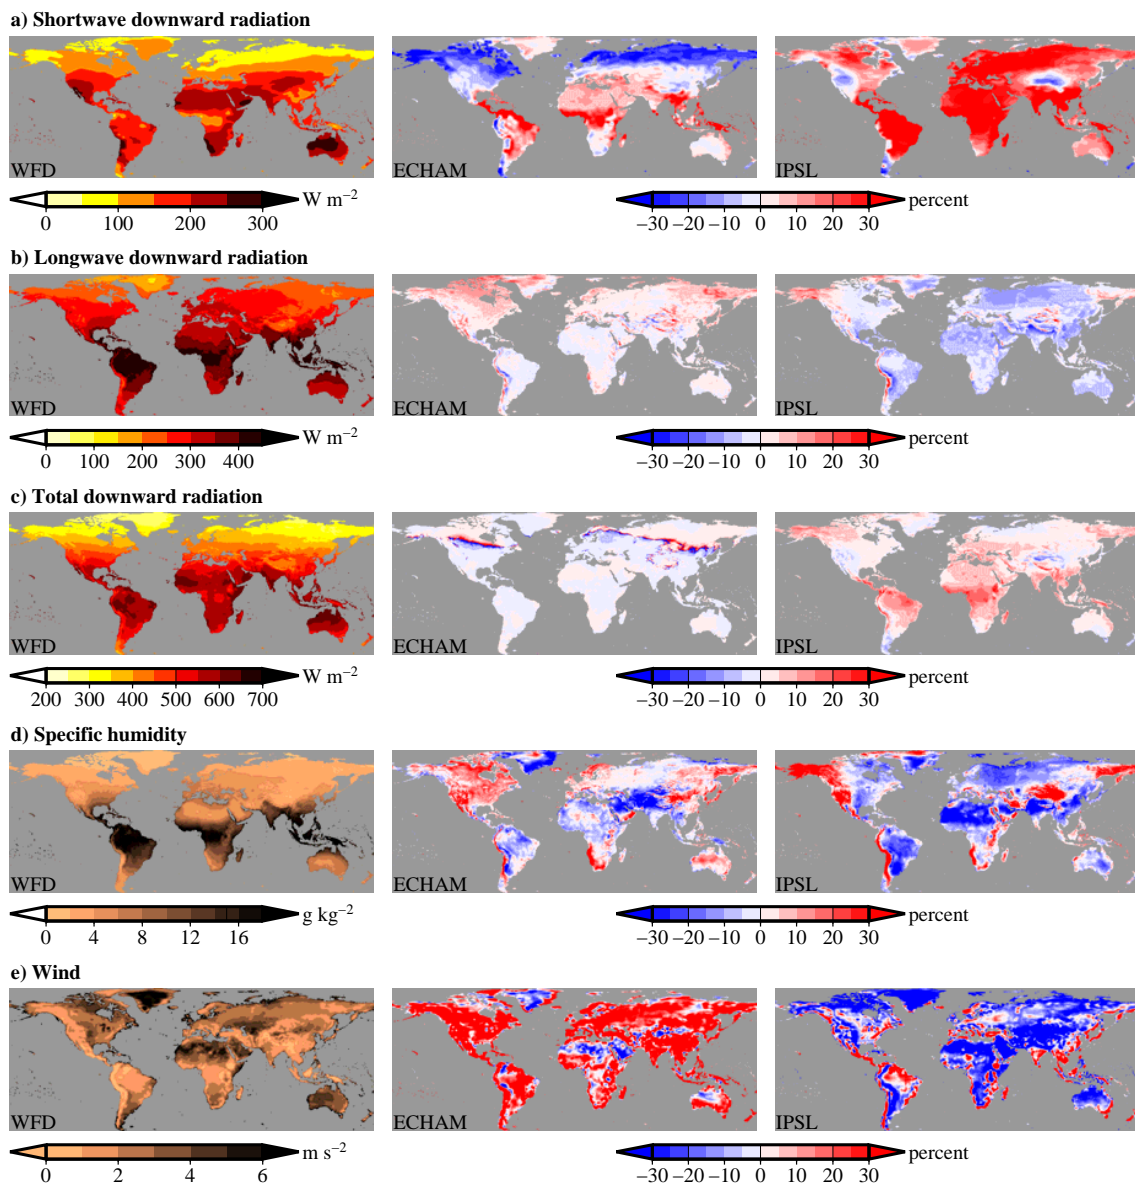 a) Shortwave downward radiation
WFD ECHAM IPSL
W m−2 percent
0 100 200 300 −30 −20 −10 0 10 20 30
b) Longwave downward radiation
WFD ECHAM IPSL
W m−2 percent
0 100 200 300 400 −30 −20 −10 0 10 20 30
c) Total downward radiation
WFD ECHAM IPSL
W m−2 percent
200 300 400 500 600 700 −30 −20 −10 0 10 20 30
d) Specific humidity
WFD ECHAM IPSL
g kg−2 percent
0 4 8 12 16 −30 −20 −10 0 10 20 30
e) Wind
WFD ECHAM IPSL
m s−2 percent
0 2 4 6 −30 −20 −10 0 10 20 30